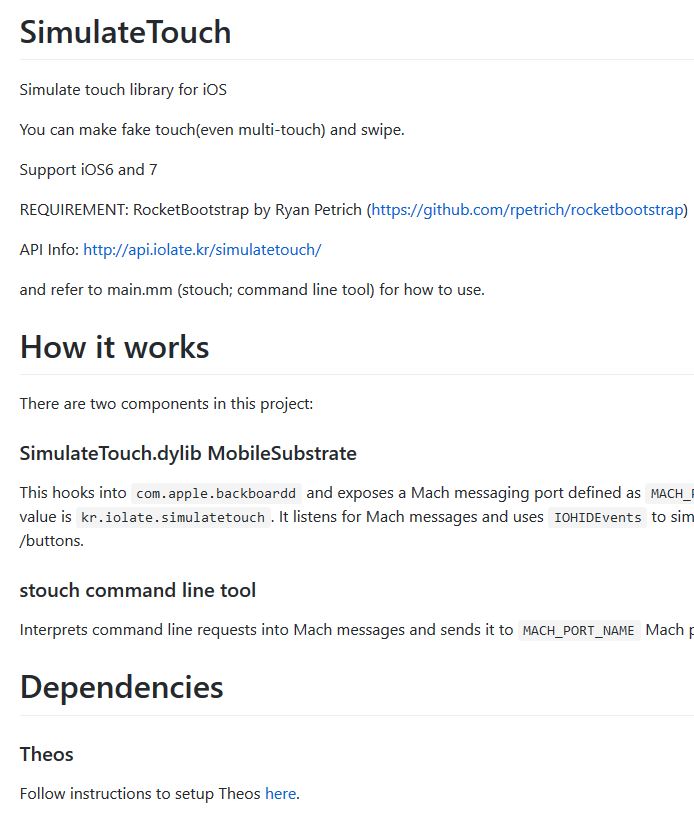 SimulateTouch
Simulate touch library for iOS
You can make fake touch(even multi-touch) and swipe.
Support iOS6 and 7
REQUIREMENT: RocketBootstrap by Ryan Petrich (https://github.com/rpetrich/rocketbootstrap)
API Info: http://api.iolate.kr/simulatetouch/
and refer to main.mm (stouch; command line tool) for how to use.
How it works
There are two components in this project:
SimulateTouch.dylib MobileSubstrate
This hooks into com.apple.backboardd and exposes a Mach messaging port defined as
value is kr.iolate.simulatetouch. It listens for Mach messages and uses IOHIDEvents to
/buttons.
stouch command line tool
Interprets command line requests into Mach messages and sends it to MACH_PORT_NAME Mach
Dependencies
Theos
Follow instructions to setup Theos here.